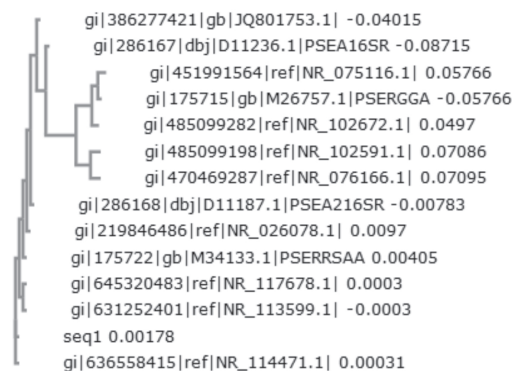 gi|386277421|gb|JQ801753.1| -0.04015
gi|286167|dbj|D11236.1|PSEA16SR -0.08715
gi|451991564|ref|NR_075116.1| 0.05766
gi|175715|gb|M26757.1|PSERGGA -0.05766
gi|485099282|ref|NR_102672.1| 0.0497
gi|485099198|ref|NR_102591.1| 0.07086
gi|470469287|ref|NR_076166.1| 0.07095
gi|286168|dbj|D11187.1|PSEA216SR -0.00783
gi|219846486|ref|NR_026078.1| 0.0097
gi|175722|gb|M34133.1|PSERRSAA 0.00405
gi|645320483|ref|NR_117678.1| 0.0003
gi|631252401|ref|NR_113599.1| -0.0003
seq1 0.00178
gi|636558415|ref|NR_114471.1| 0.00031